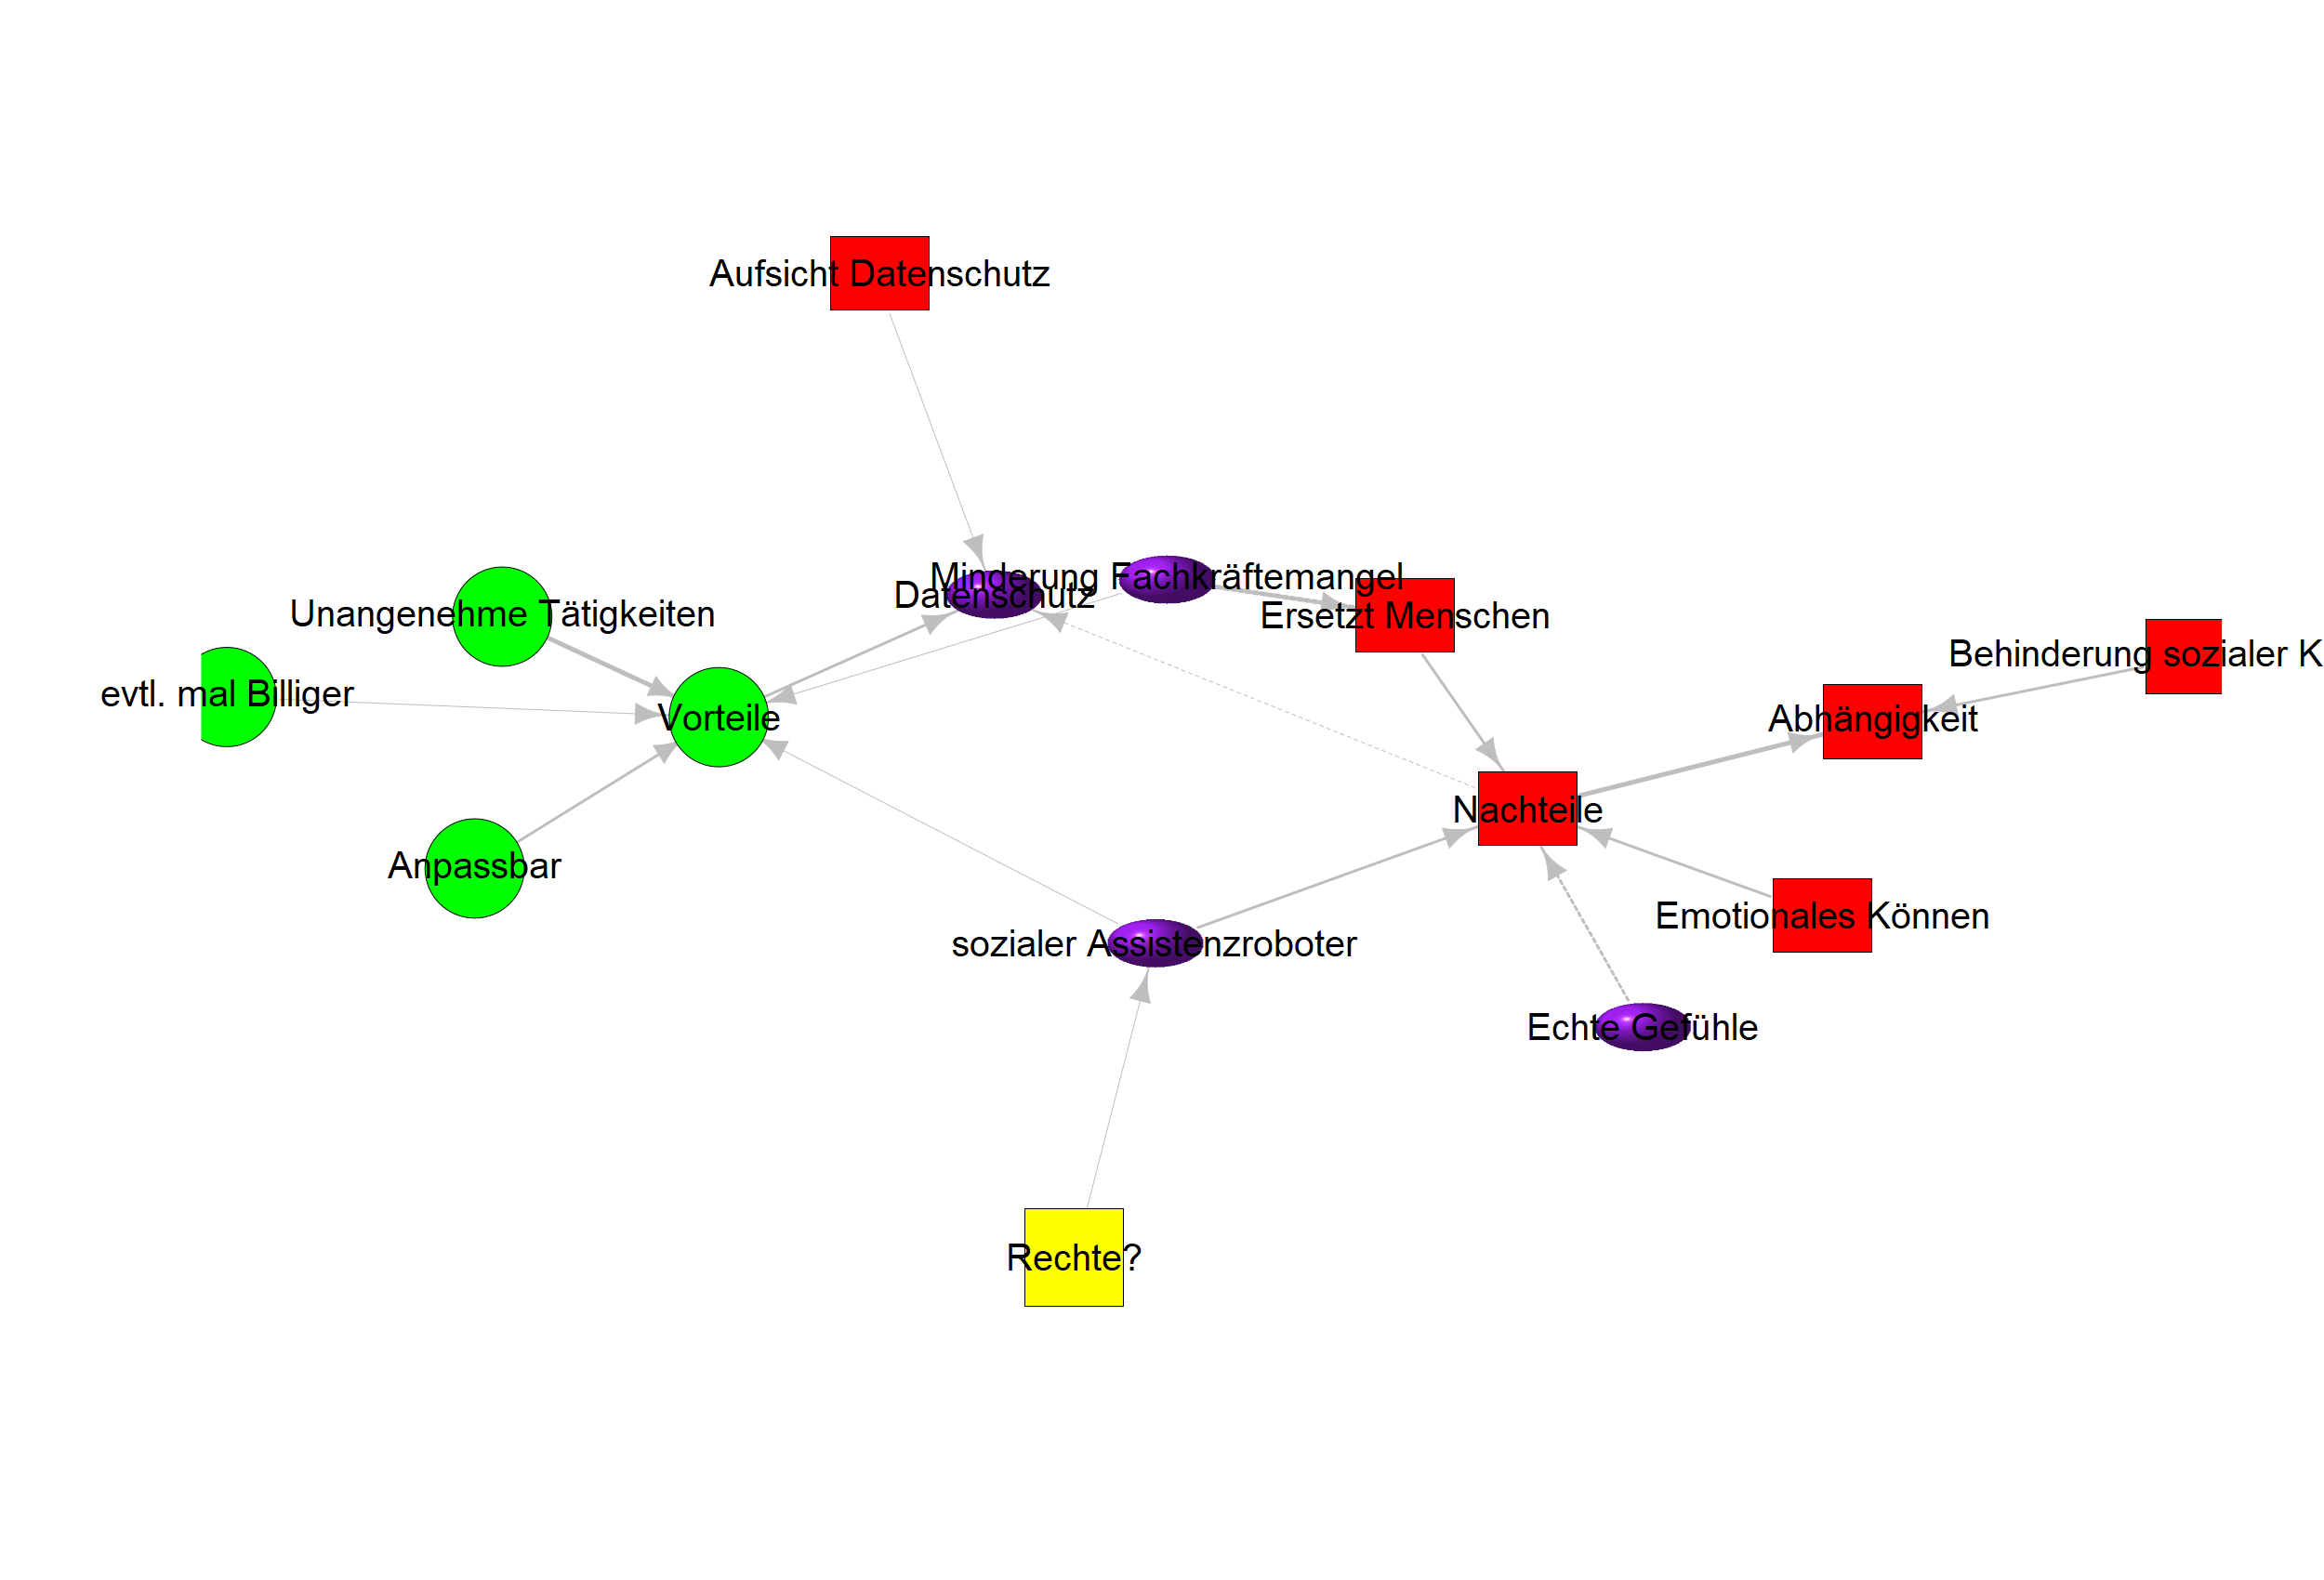 Aufsicht Datenschutz
Minderung Fachkräftemangel
Datenschutz
Unangenehme Tätigkeiten
Ersetzt Menschen
Behinderung sozialer K
evtl. mal Billiger
Vorteile
Abhängigkeit
Nachteile
Anpassbar
Emotionales Können
sozialer Assistenzroboter
Echte Gefühle
Rechte?